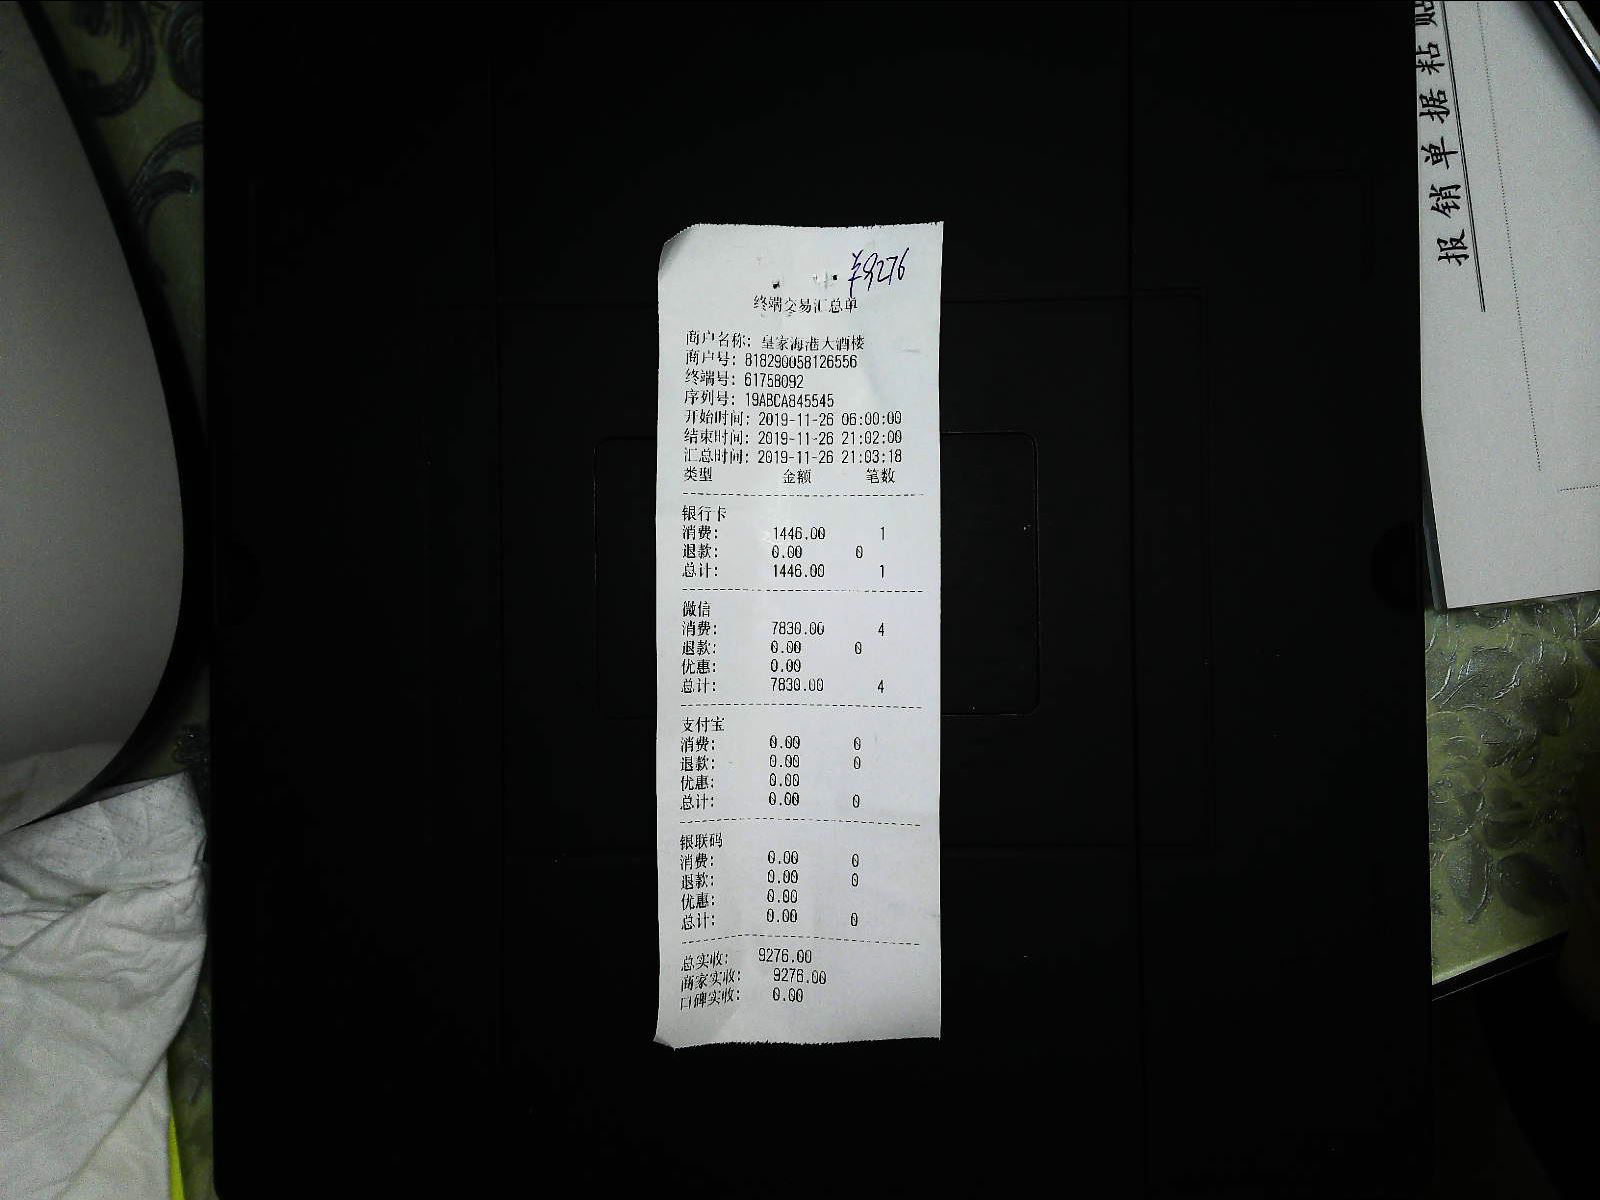 ¥9276
终端交易汇总单
商户名称: 皇家海港大酒楼
商户号: 818290058126556
终端号: 61758092
序列号: 19ABCA845545
开始时间: 2019-11-26 06:00:00
结束时间: 2019-11-26 21:02:00
汇总时间: 2019-11-26 21:03:18
类型 金额 笔数
银行卡
消费: 1446.00 1
退款: 0.00 0
总计: 1446.00 1
微信
消费: 7830.00 4
退款: 0.00 0
优惠: 0.00
总计: 7830.00 4
支付宝
消费: 0.00 0
退款: 0.00 0
优惠: 0.00
总计: 0.00 0
银联码
消费: 0.00 0
退款: 0.00 0
优惠: 0.00
总计: 0.00 0
总实收: 9276.00
商家实收: 9276.00
口碑实收: 0.00
报销单据粘贴